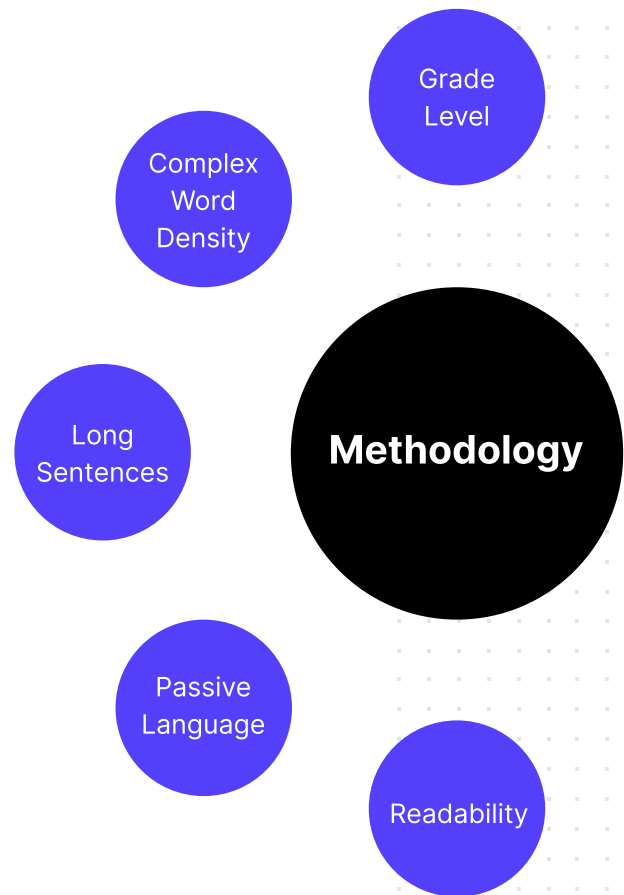 Grade
Level
Complex
Word
Density
Long
Sentences
Methodology
Passive
Language
Readability